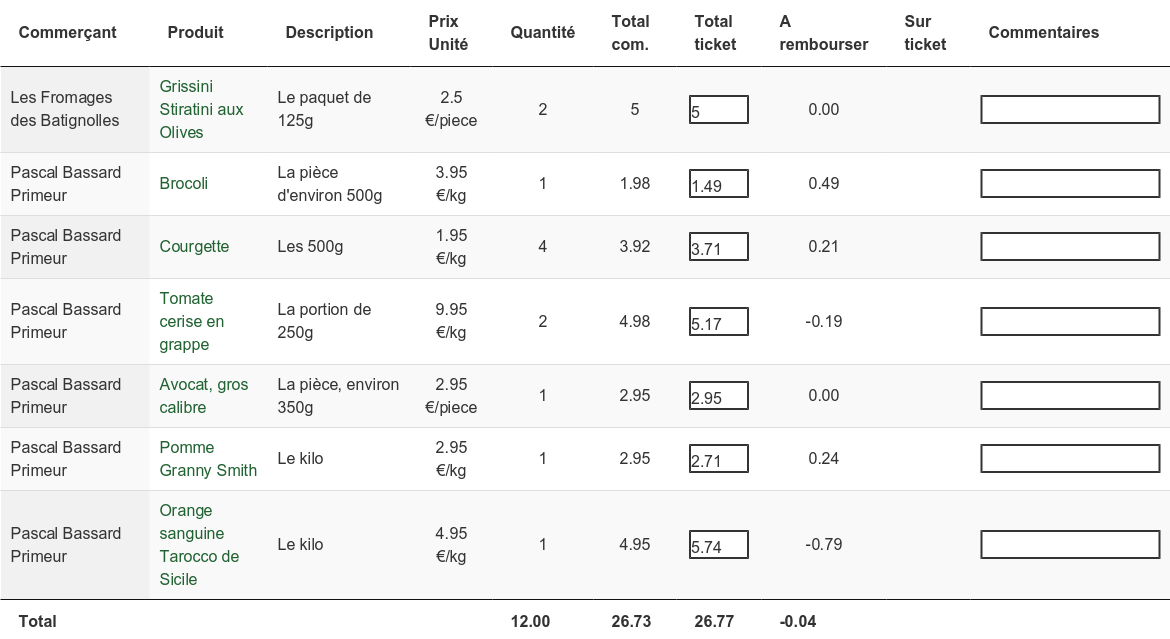 Commerçant Produit Description Prix Unité Quantité Total com. Total ticket A rembourser Sur ticket Commentaires
Les Fromages des Batignolles Grissini Stiratini aux Olives Le paquet de 125g 2.5 €/piece 2 5 5 0.00
Pascal Bassard Primeur Brocoli La pièce d'environ 500g 3.95 €/kg 1 1.98 1.49 0.49
Pascal Bassard Primeur Courgette Les 500g 1.95 €/kg 4 3.92 3.71 0.21
Pascal Bassard Primeur Tomate cerise en grappe La portion de 250g 9.95 €/kg 2 4.98 5.17 -0.19
Pascal Bassard Primeur Avocat, gros calibre La pièce, environ 350g 2.95 €/piece 1 2.95 2.95 0.00
Pascal Bassard Primeur Pomme Granny Smith Le kilo 2.95 €/kg 1 2.95 2.71 0.24
Pascal Bassard Primeur Orange sanguine Tarocco de Sicile Le kilo 4.95 €/kg 1 4.95 5.74 -0.79
Total 12.00 26.73 26.77 -0.04